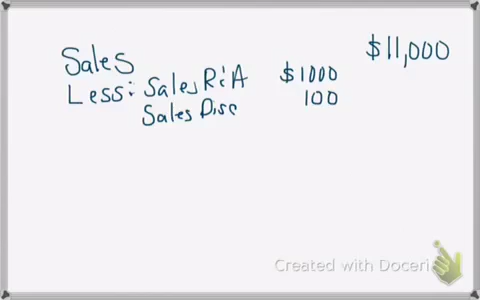 Sales $11,000
Less: Sales R&A $1000
Sales Disc 100
Created with Doceri